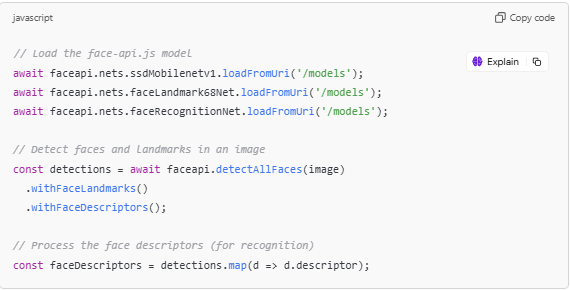 javascript
Copy code
// Load the face-api.js model
Explain
await faceapi.nets.ssdMobilenetv1.loadFromUri('/models');
await faceapi.nets.faceLandmark68Net.loadFromUri('/models');
await faceapi.nets.faceRecognitionNet.loadFromUri('/models');
// Detect faces and landmarks in an image
const detections = await faceapi.detectAllFaces(image)
.withFaceLandmarks()
.withFaceDescriptors();
// Process the face descriptors (for recognition)
const faceDescriptors = detections.map(d => d.descriptor);